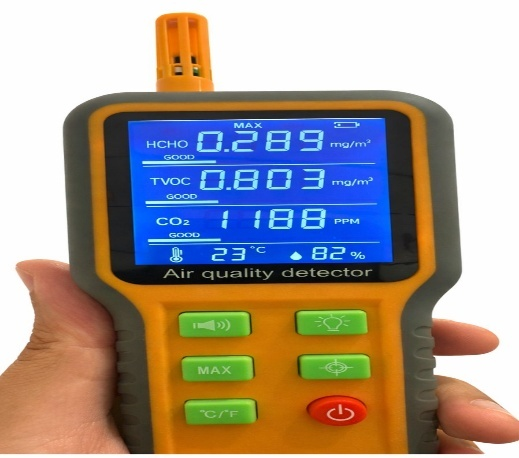 MAX
HCHO 0.289 mg/m³
GOOD
TVOC 0.803 mg/m³
GOOD
CO₂ 1188 PPM
GOOD
23°C 82%
Air quality detector
MAX
°C/°F